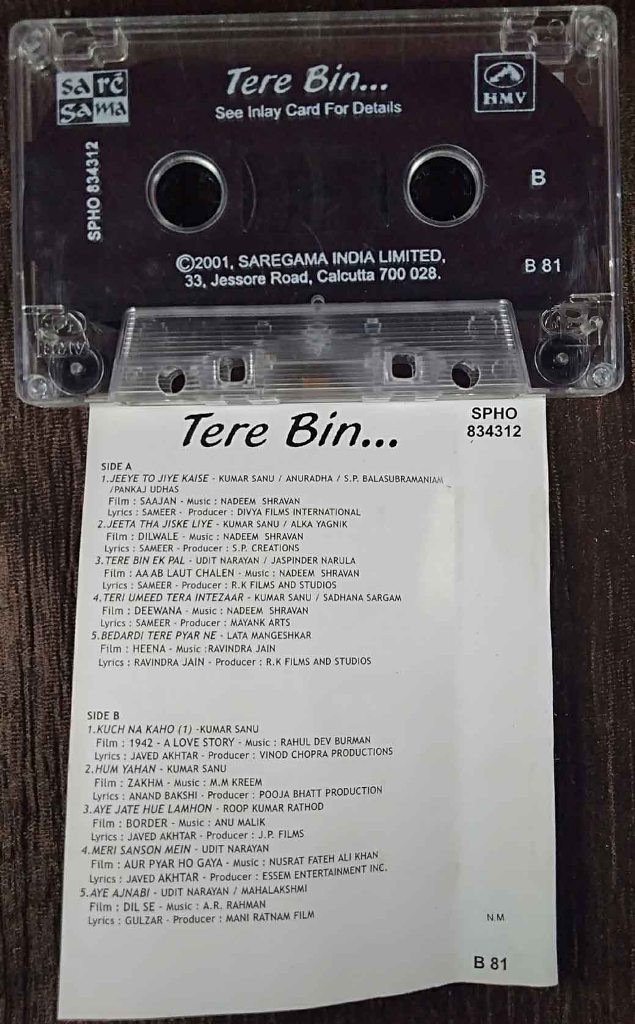 sa rē
ga ma
Tere Bin...
See Inlay Card For Details
HMV
SPHO 834312
B
©2001, SAREGAMA INDIA LIMITED,
33, Jessore Road, Calcutta 700 028.
B 81
Tere Bin...
SPHO
834312
SIDE A
1.JEEYE TO JIYE KAISE - KUMAR SANU / ANURADHA / S.P. BALASUBRAMANIAM
/PANKAJ UDHAS
Film : SAAJAN - Music : NADEEM SHRAVAN
Lyrics : SAMEER - Producer : DIVYA FILMS INTERNATIONAL
2.JEETA THA JISKE LIYE - KUMAR SANU / ALKA YAGNIK
Film : DILWALE - Music : NADEEM SHRAVAN
Lyrics : SAMEER - Producer : S.P. CREATIONS
3.TERE BIN EK PAL - UDIT NARAYAN / JASPINDER NARULA
Film : AA AB LAUT CHALEN - Music : NADEEM SHRAVAN
Lyrics : SAMEER - Producer : R.K FILMS AND STUDIOS
4.TERI UMEED TERA INTEZAAR - KUMAR SANU / SADHANA SARGAM
Film : DEEWANA - Music : NADEEM SHRAVAN
Lyrics : SAMEER - Producer : MAYANK ARTS
5.BEDARDI TERE PYAR NE - LATA MANGESHKAR
Film : HEENA - Music :RAVINDRA JAIN
Lyrics : RAVINDRA JAIN - Producer : R.K FILMS AND STUDIOS
SIDE B
1.KUCH NA KAHO (1) -KUMAR SANU
Film : 1942 - A LOVE STORY - Music : RAHUL DEV BURMAN
Lyrics : JAVED AKHTAR - Producer : VINOD CHOPRA PRODUCTIONS
2.HUM YAHAN - KUMAR SANU
Film : ZAKHM - Music : M.M KREEM
Lyrics : ANAND BAKSHI - Producer : POOJA BHATT PRODUCTION
3.AYE JATE HUE LAMHON - ROOP KUMAR RATHOD
Film : BORDER - Music : ANU MALIK
Lyrics : JAVED AKHTAR - Producer : J.P. FILMS
4.MERI SANSON MEIN - UDIT NARAYAN
Film : AUR PYAR HO GAYA - Music : NUSRAT FATEH ALI KHAN
Lyrics : JAVED AKHTAR - Producer : ESSEM ENTERTAINMENT INC.
5.AYE AJNABI - UDIT NARAYAN / MAHALAKSHMI
Film : DIL SE - Music : A.R. RAHMAN
Lyrics : GULZAR - Producer : MANI RATNAM FILM
N.M
B 81